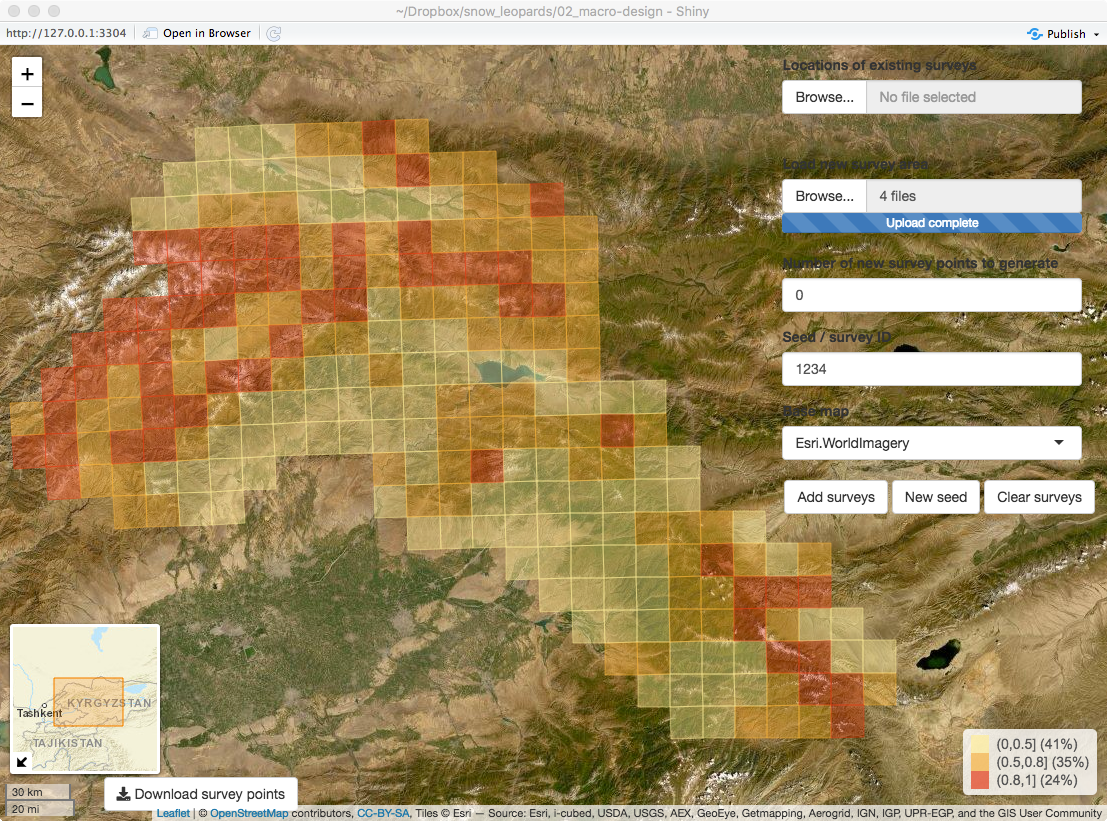 ~/Dropbox/snow_leopards/02_macro-design - Shiny
http://127.0.0.1:3304
Open in Browser
Publish
+
−
Locations of existing surveys
Browse...
No file selected
Load new survey area
Browse...
4 files
Upload complete
Number of new survey points to generate
0
Seed / survey ID
1234
Base map
Esri.WorldImagery
Add surveys
New seed
Clear surveys
KYRGYZSTAN
Tashkent
TAJIKISTAN
(0,0.5] (41%)
(0.5,0.8] (35%)
(0.8,1] (24%)
30 km
20 mi
Download survey points
Leaflet | © OpenStreetMap contributors, CC-BY-SA, Tiles © Esri — Source: Esri, i-cubed, USDA, USGS, AEX, GeoEye, Getmapping, Aerogrid, IGN, IGP, UPR-EGP, and the GIS User Community